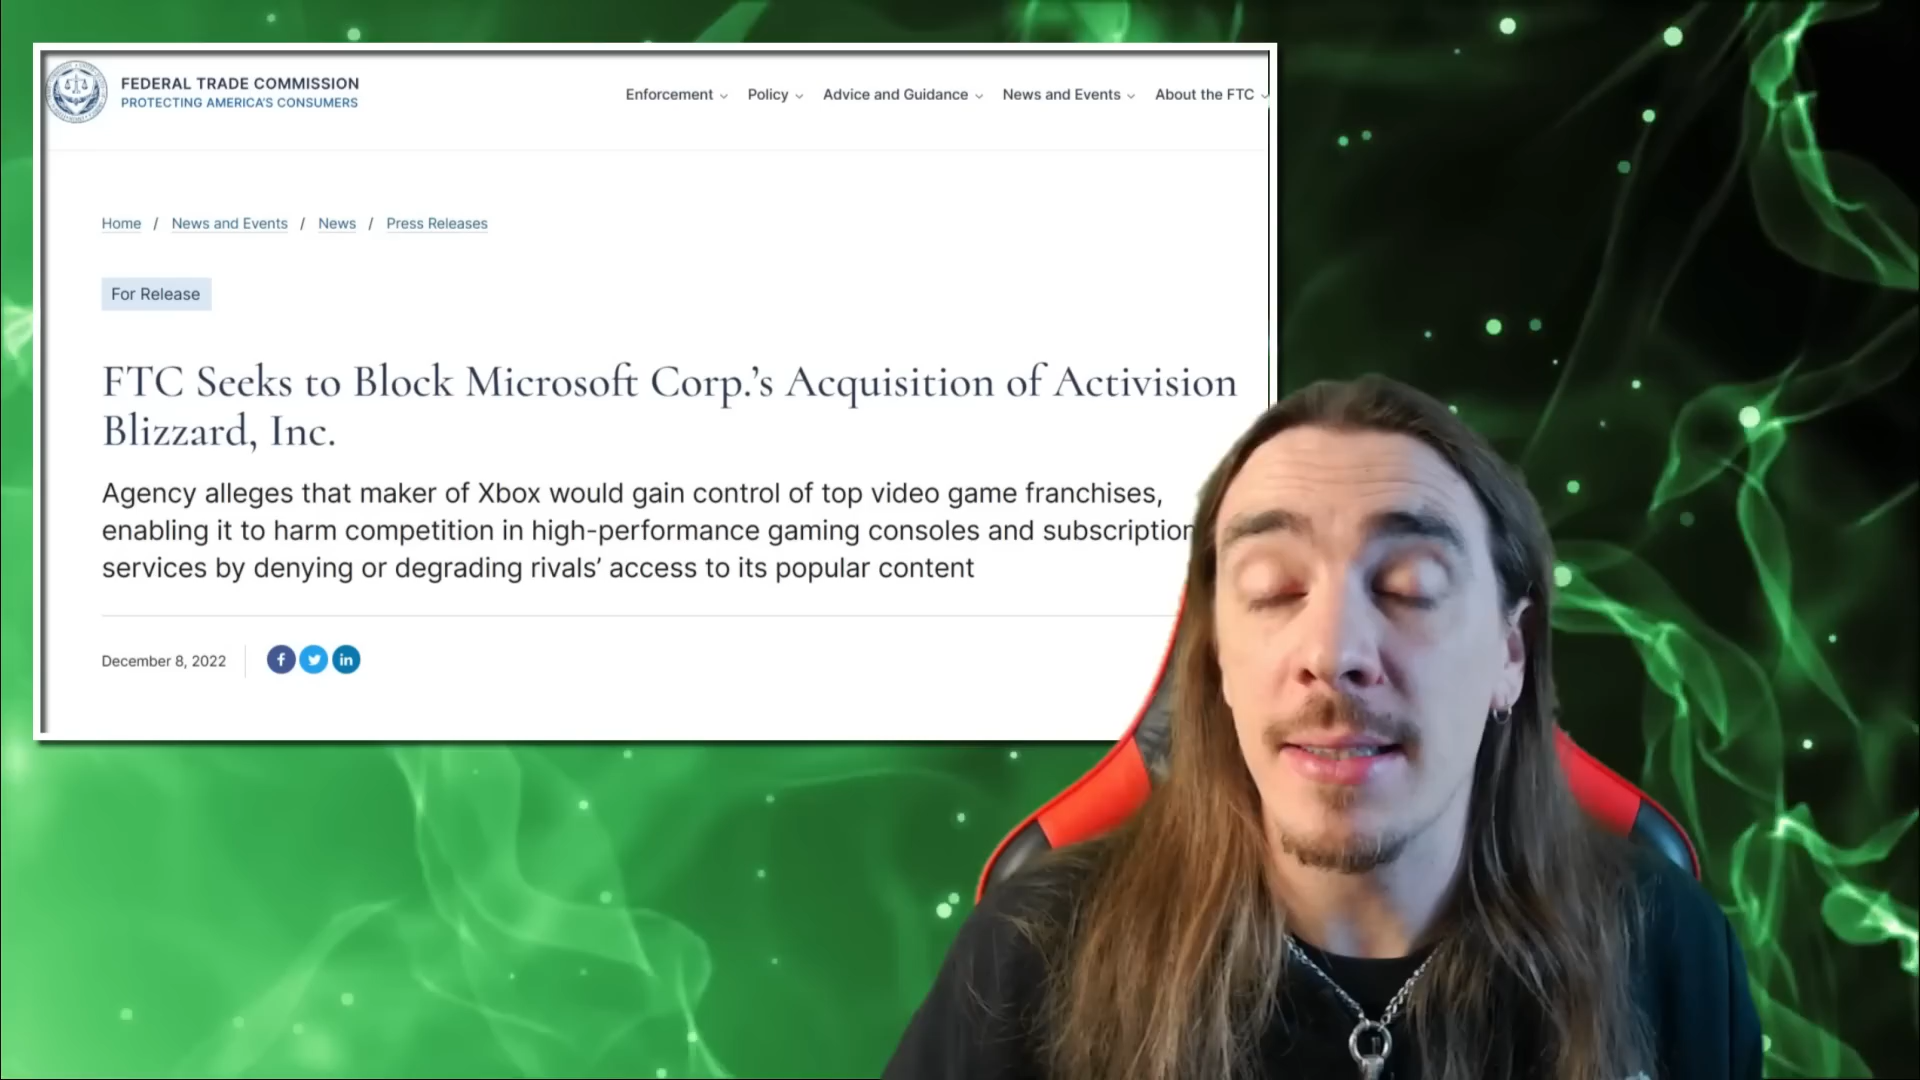 FEDERAL TRADE COMMISSION
PROTECTING AMERICA'S CONSUMERS
Enforcement Policy Advice and Guidance News and Events About the FTC
Home / News and Events / News / Press Releases
For Release
FTC Seeks to Block Microsoft Corp.'s Acquisition of Activision
Blizzard, Inc.
Agency alleges that maker of Xbox would gain control of top video game franchises,
enabling it to harm competition in high-performance gaming consoles and subscription
services by denying or degrading rivals' access to its popular content
December 8, 2022